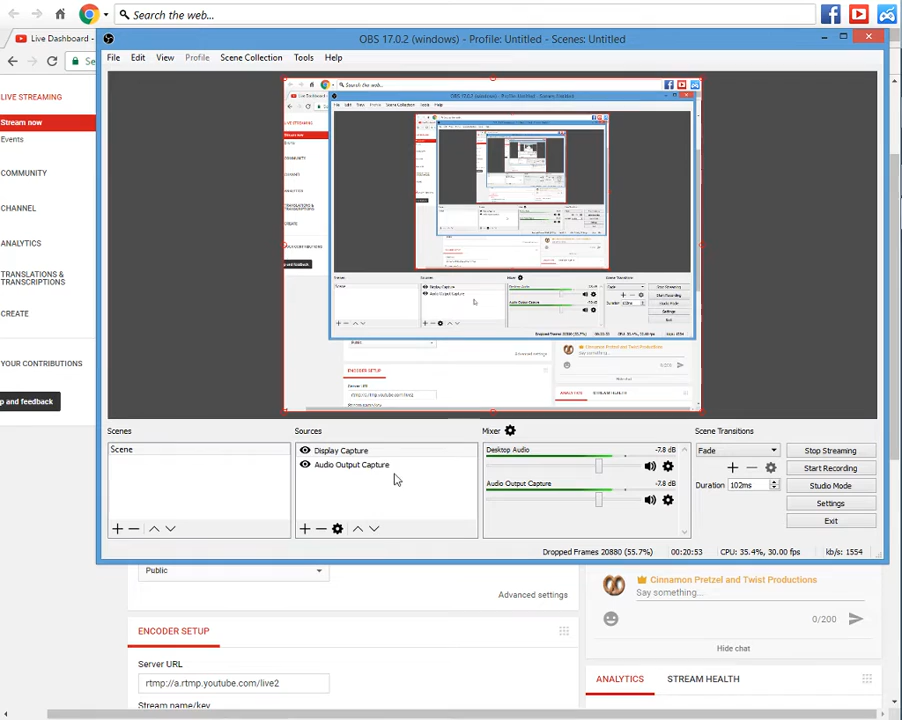 Search the web.
OBS 17.0.2 (windows) - Profile: Untitled - Scenes: Untitled
Live Dashboard -
File Edit View Profile Scene Collection Tools Help
LIVE STREAMING
Stream now
Events
COMMUNITY
CHANNEL
ANALYTICS
TRANSLATIONS &
TRANSCRIPTIONS
CREATE
YOUR CONTRIBUTIONS
p and feedback
Scenes
Scene
Sources
Display Capture
Audio Output Capture
Mixer
Desktop Audio -7.8 dB
Audio Output Capture -7.8 dB
Scene Transitions
Fade
Duration 102ms
Stop Streaming
Start Recording
Studio Mode
Settings
Exit
Dropped Frames 20880 (55.7%) 00:20:53 CPU: 35.4%, 30.00 fps kb/s: 1554
Public
Advanced settings
ENCODER SETUP
Server URL
rtmp://a.rtmp.youtube.com/live2
Stream name/key
Cinnamon Pretzel and Twist Productions
Say something...
0/200
Hide chat
ANALYTICS STREAM HEALTH